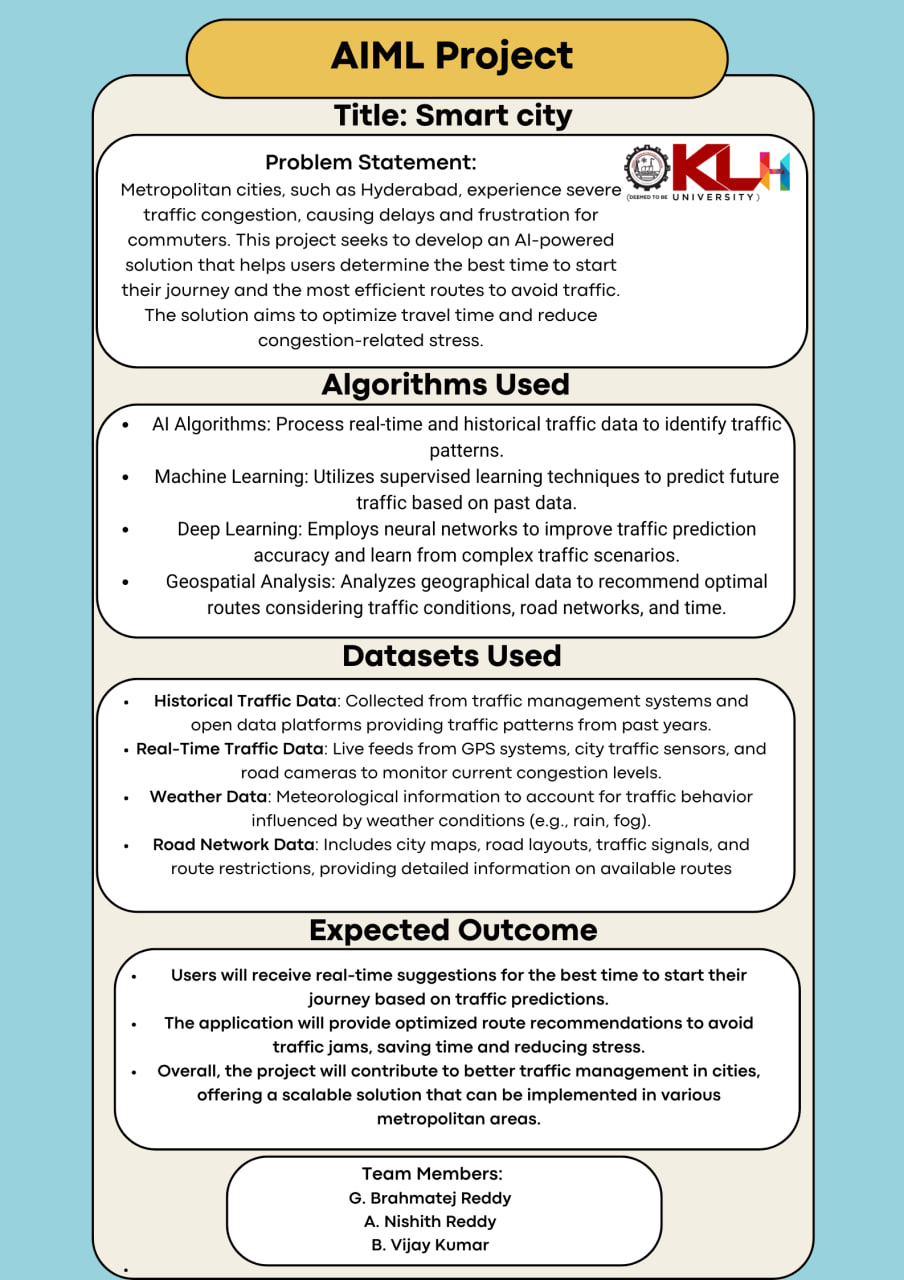 AIML Project
Title: Smart city
Problem Statement:
Metropolitan cities, such as Hyderabad, experience severe
traffic congestion, causing delays and frustration for
commuters. This project seeks to develop an AI-powered
solution that helps users determine the best time to start
their journey and the most efficient routes to avoid traffic.
The solution aims to optimize travel time and reduce
congestion-related stress.
KLH
(DEEMED TO BE UNIVERSITY)
Algorithms Used
• AI Algorithms: Process real-time and historical traffic data to identify traffic
patterns.
• Machine Learning: Utilizes supervised learning techniques to predict future
traffic based on past data.
• Deep Learning: Employs neural networks to improve traffic prediction
accuracy and learn from complex traffic scenarios.
• Geospatial Analysis: Analyzes geographical data to recommend optimal
routes considering traffic conditions, road networks, and time.
Datasets Used
• Historical Traffic Data: Collected from traffic management systems and
open data platforms providing traffic patterns from past years.
• Real-Time Traffic Data: Live feeds from GPS systems, city traffic sensors, and
road cameras to monitor current congestion levels.
• Weather Data: Meteorological information to account for traffic behavior
influenced by weather conditions (e.g., rain, fog).
• Road Network Data: Includes city maps, road layouts, traffic signals, and
route restrictions, providing detailed information on available routes
Expected Outcome
• Users will receive real-time suggestions for the best time to start their
journey based on traffic predictions.
• The application will provide optimized route recommendations to avoid
traffic jams, saving time and reducing stress.
• Overall, the project will contribute to better traffic management in cities,
offering a scalable solution that can be implemented in various
metropolitan areas.
Team Members:
G. Brahmatej Reddy
A. Nishith Reddy
B. Vijay Kumar
•